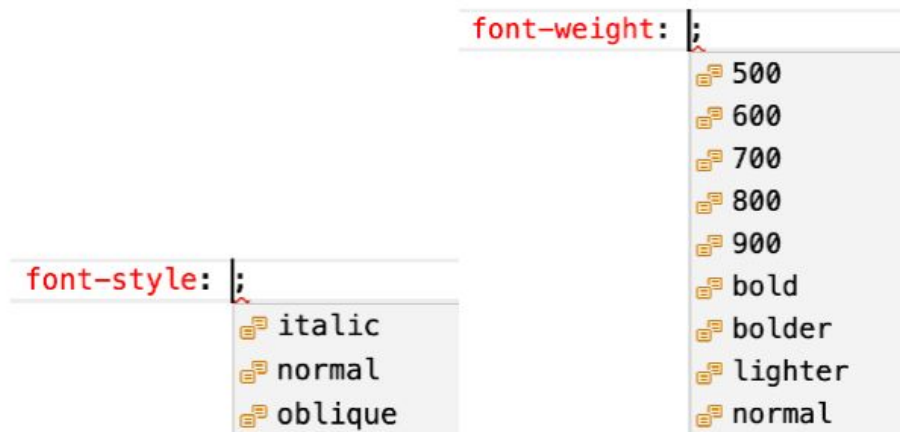 font-style: ;
italic
normal
oblique
font-weight: ;
500
600
700
800
900
bold
bolder
lighter
normal